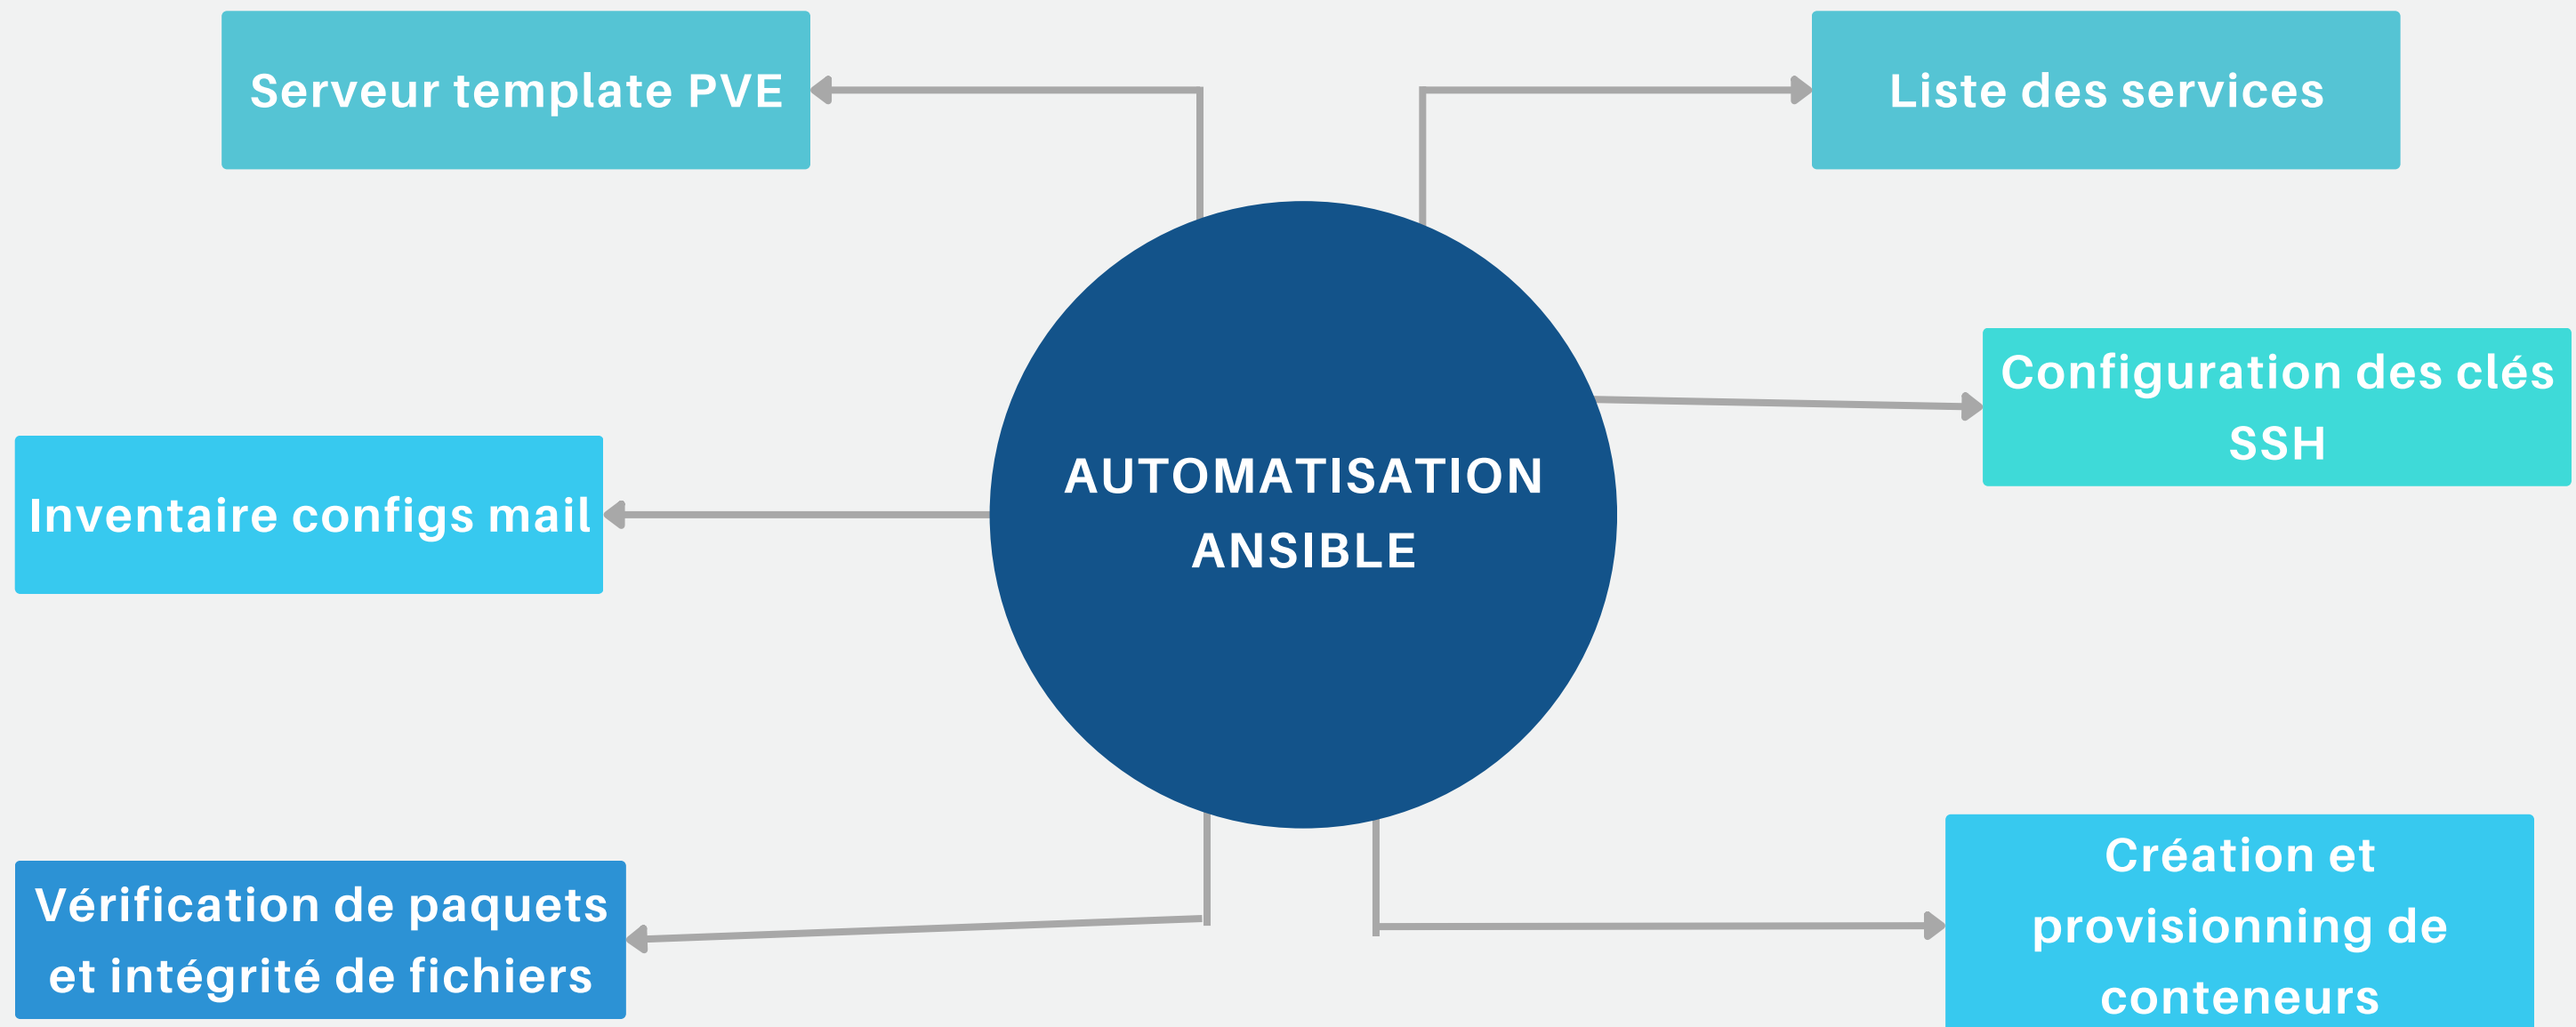 Serveur template PVE
Liste des services
Configuration des clés
SSH
AUTOMATISATION
ANSIBLE
Inventaire configs mail
Vérification de paquets
et intégrité de fichiers
Création et
provisionning de
conteneurs